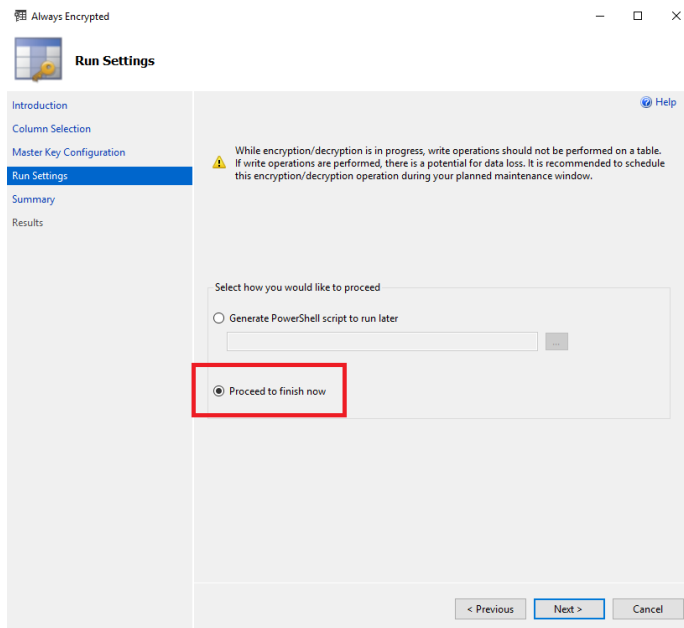 Always Encrypted
Run Settings
Introduction
Column Selection
Master Key Configuration
Run Settings
Summary
Results
Help
While encryption/decryption is in progress, write operations should not be performed on a table.
If write operations are performed, there is a potential for data loss. It is recommended to schedule
this encryption/decryption operation during your planned maintenance window.
Select how you would like to proceed
Generate PowerShell script to run later
...
Proceed to finish now
< Previous
Next >
Cancel